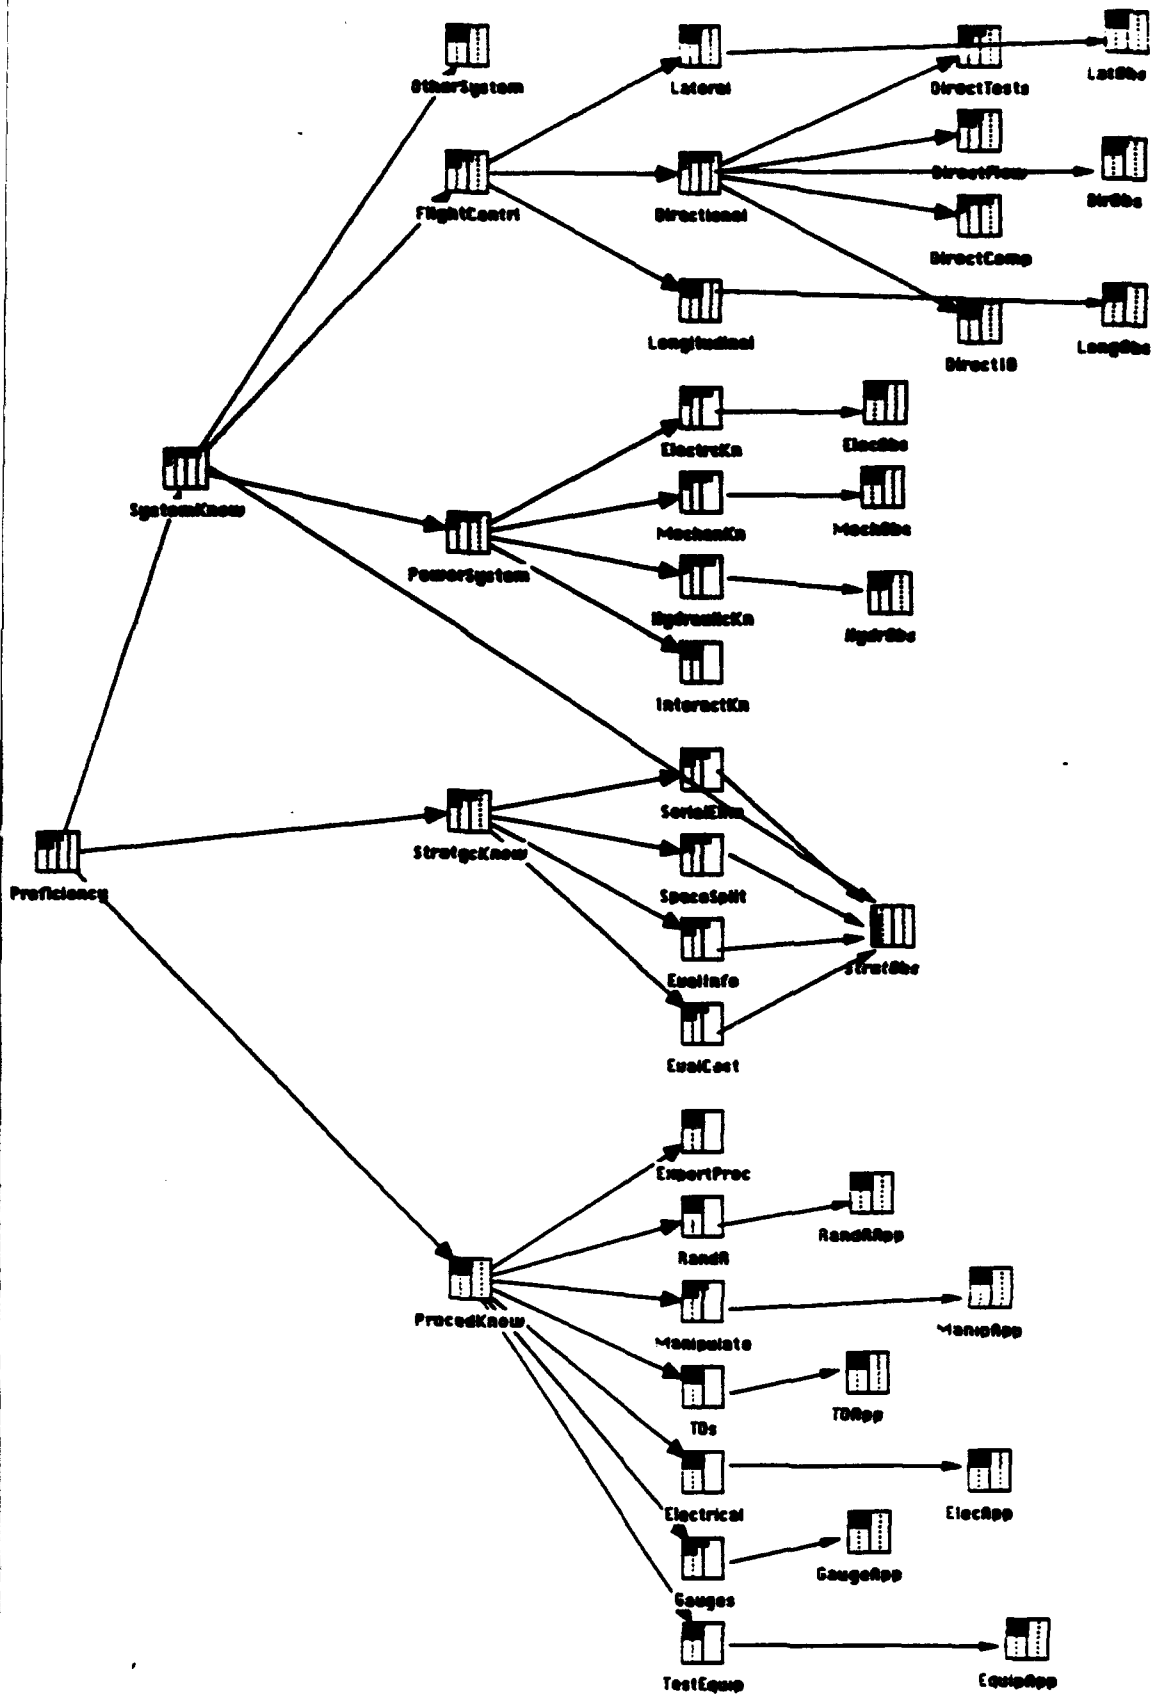 OtherSystem
Lateral
DirectTests
LatObs
FlightContrl
Directional
DirectFlow
DirObs
DirectComp
Longitudinal
DirectIO
LongObs
ElectrcKn
ElecObs
SystemKnow
MechanKn
MechObs
PowerSystem
HydraulicKn
HydrObs
InteractKn
SerialElim
StratgcKnow
Proficiency
SpaceSplit
StratObs
EvalInfo
EvalCost
ExpertProc
RandR
RandRApp
ProcedKnow
Manipulate
ManipApp
TOs
TOApp
Electrical
ElecApp
Gauges
GaugeApp
TestEquip
EquipApp